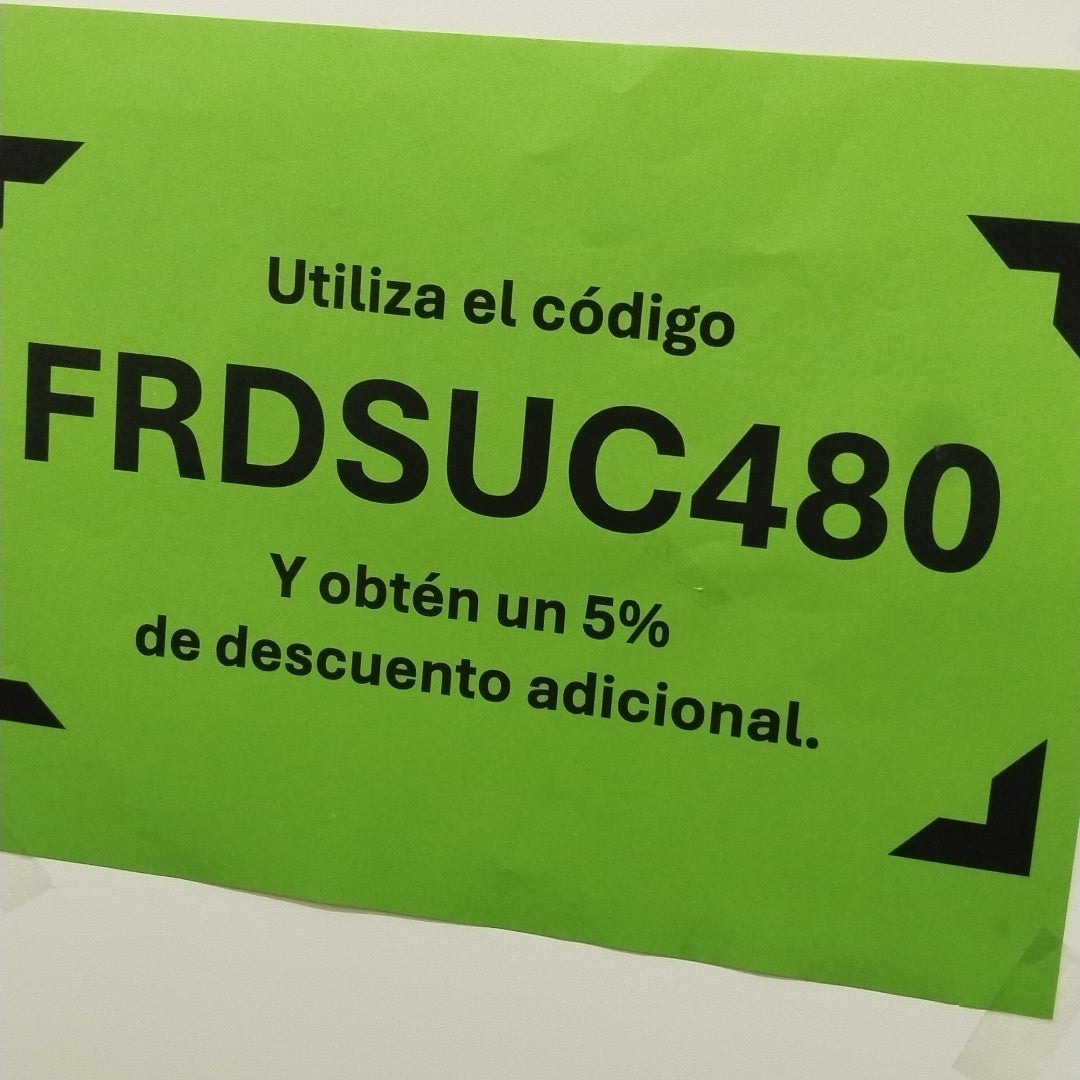 Utiliza el código
FRDSUC480
Y obtén un 5%
de descuento adicional.